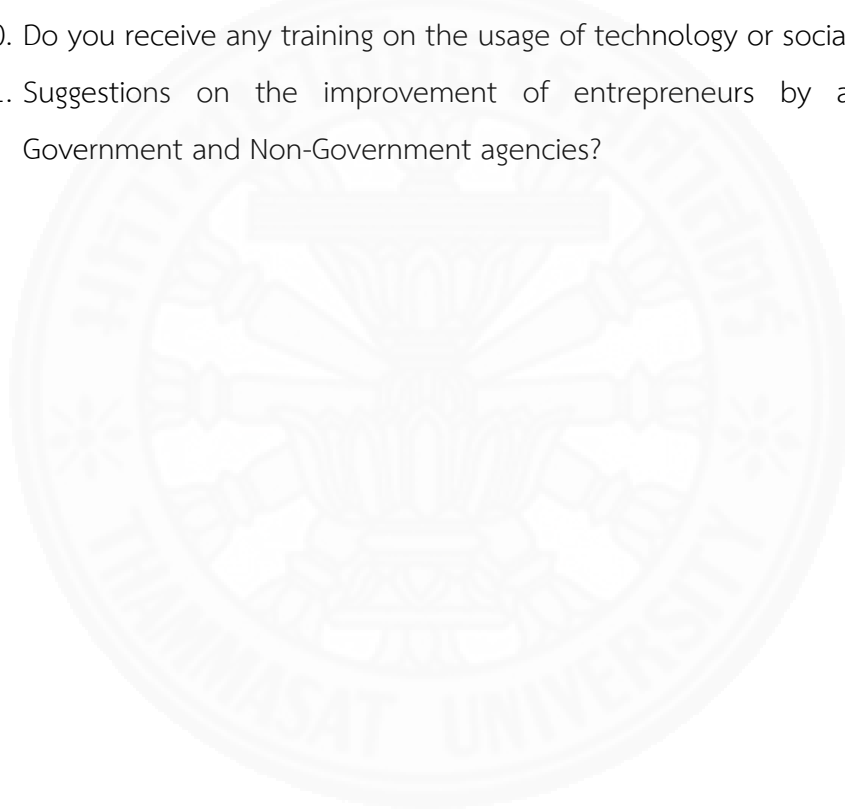 . Do you receive any training on the usage of technology or socia
. Suggestions on the improvement of entrepreneurs by a
Government and Non-Government agencies?
THAMMASAT UNIVERSITY